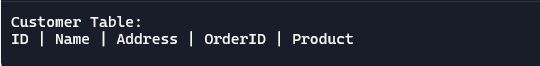 Customer Table:
ID | Name | Address | OrderID | Product